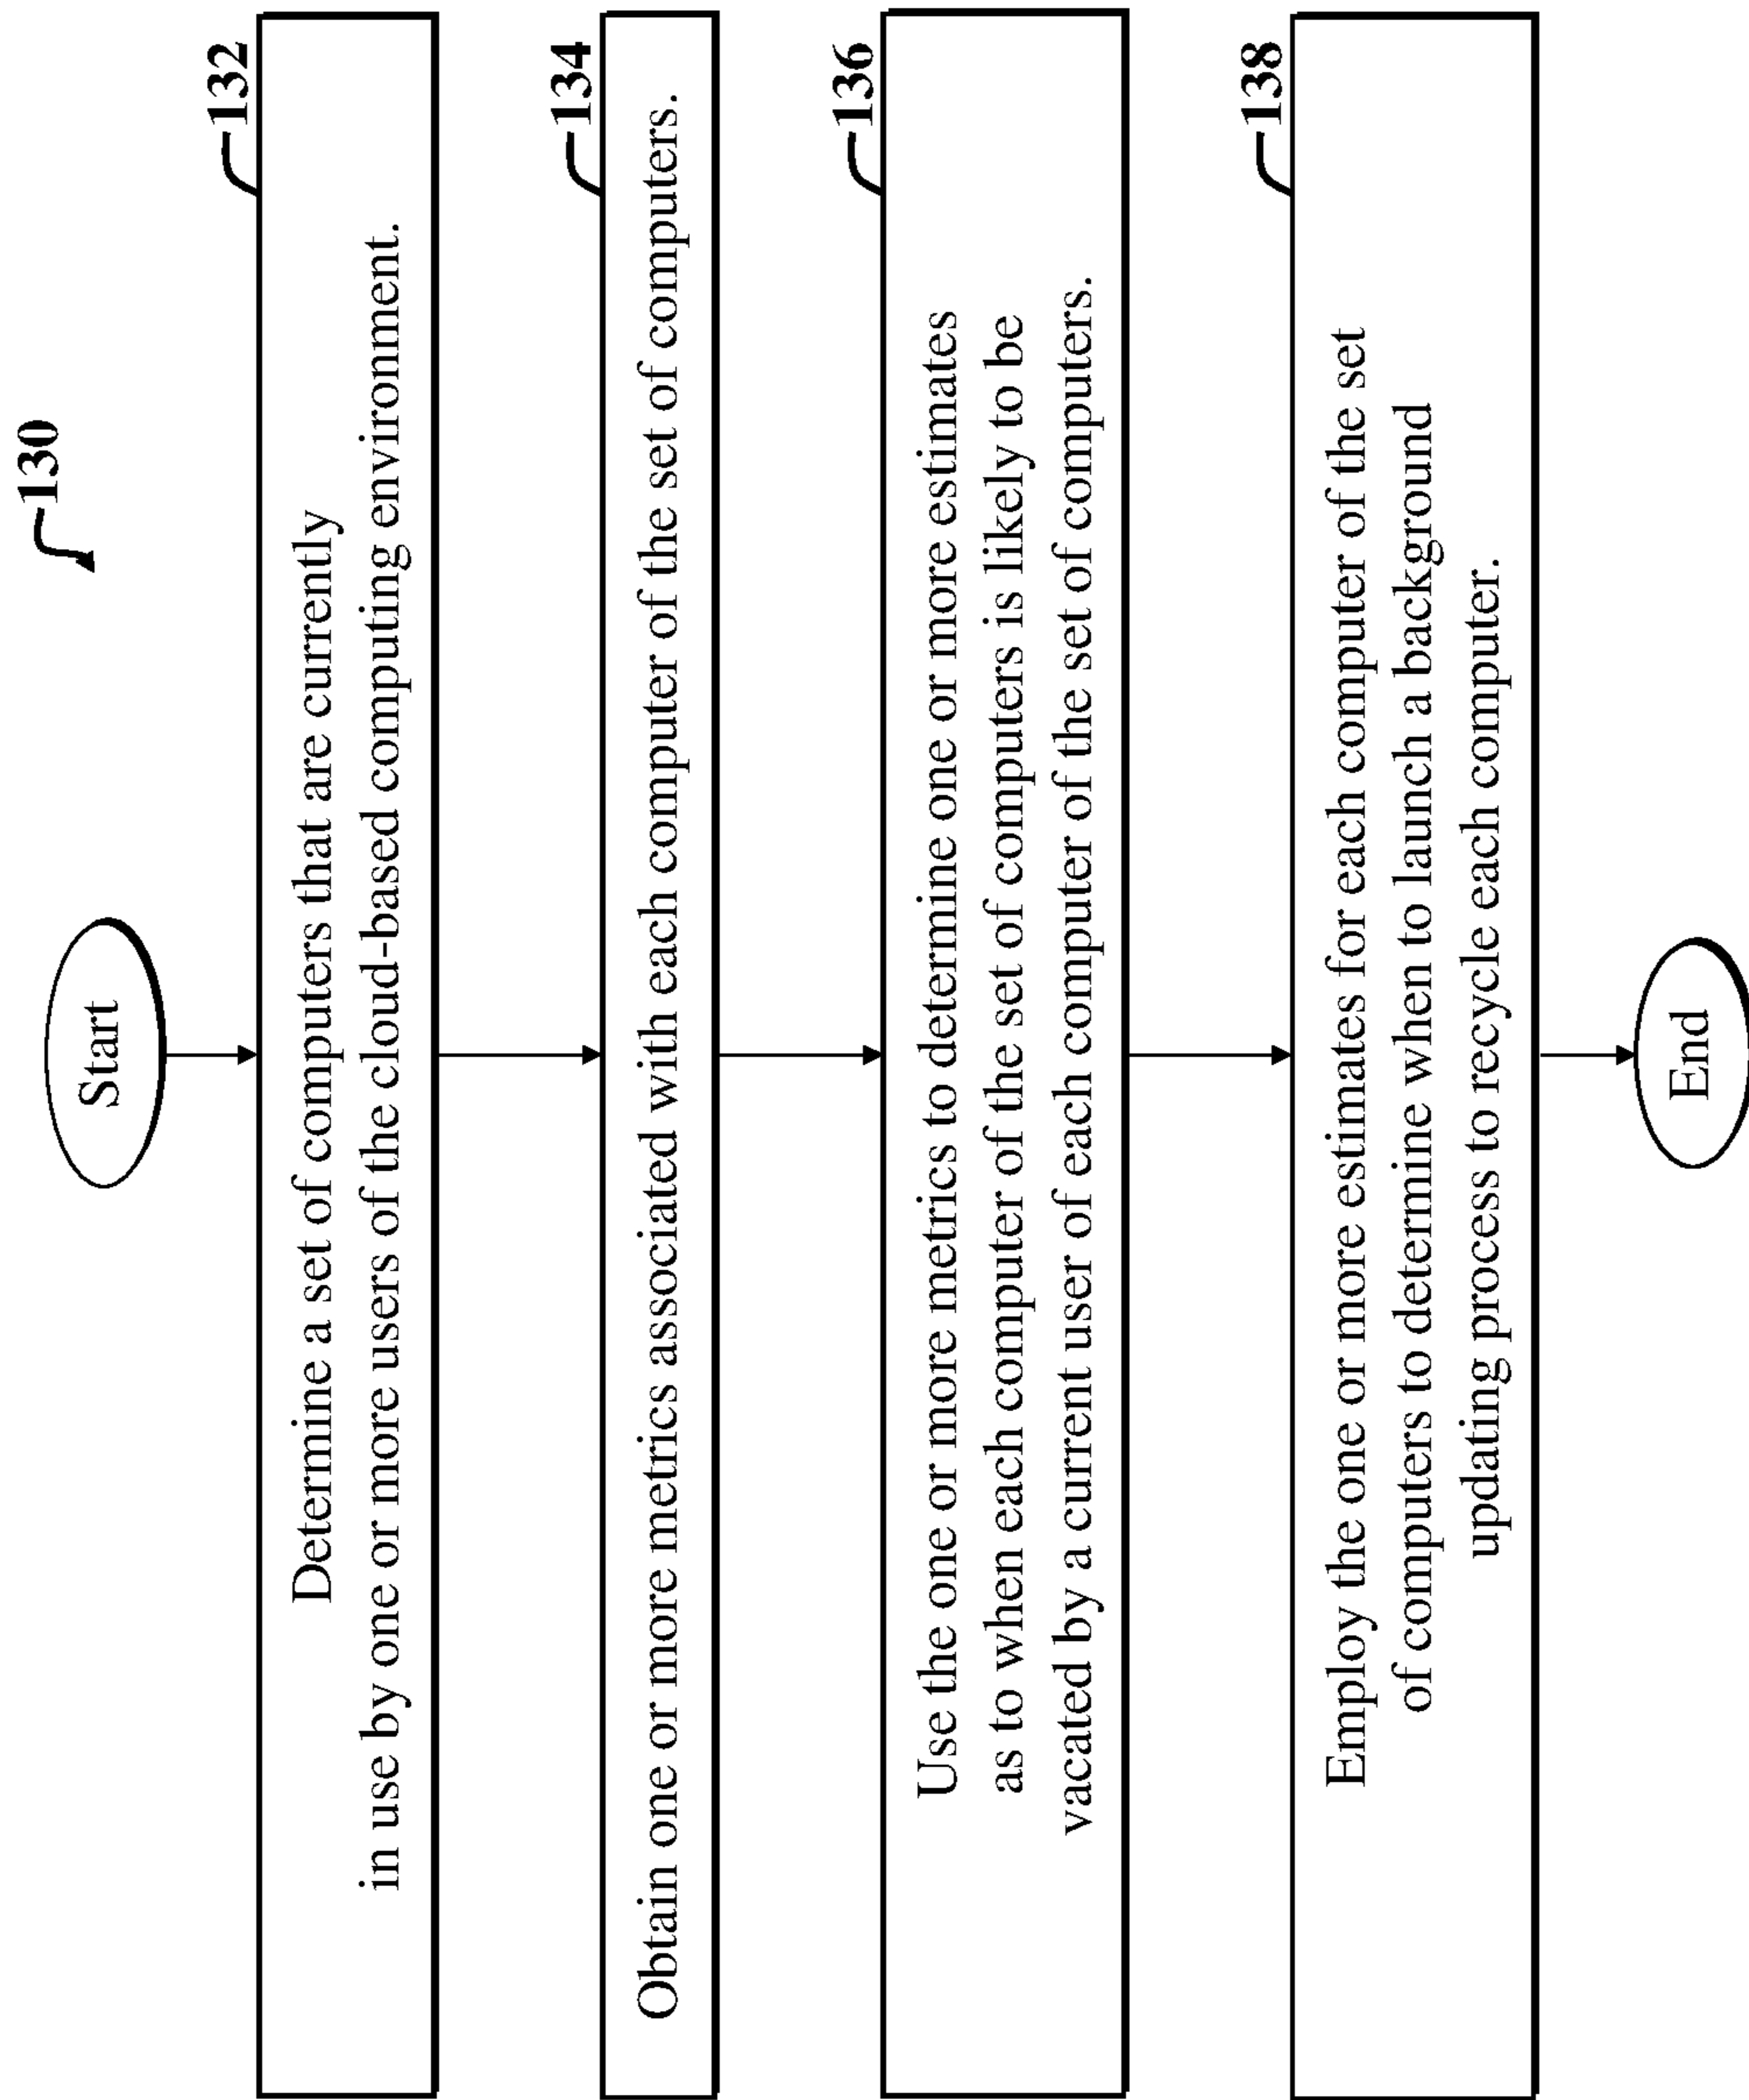 130
Start
132
Determine a set of computers that are currently
in use by one or more users of the cloud-based computing environment.
134
Obtain one or more metrics associated with each computer of the set of computers.
136
Use the one or more metrics to determine one or more estimates
as to when each computer of the set of computers is likely to be
vacated by a current user of each computer of the set of computers.
138
Employ the one or more estimates for each computer of the set
of computers to determine when to launch a background
updating process to recycle each computer.
End